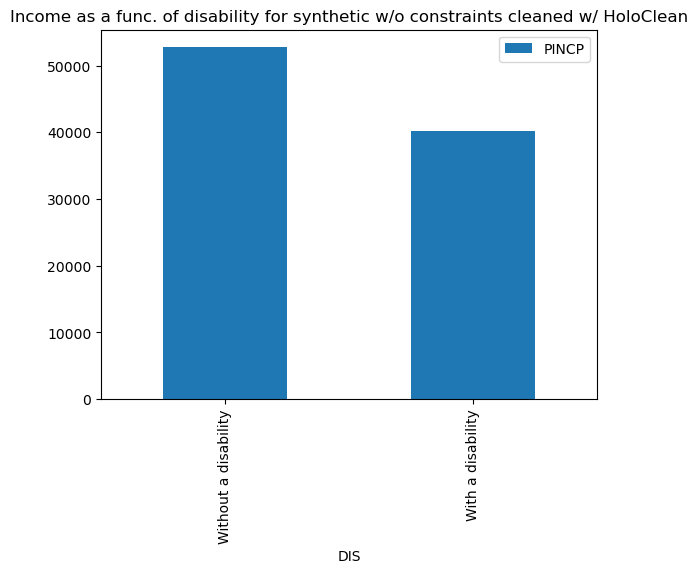 Income as a func. of disability for synthetic w/o constraints cleaned w/ HoloClean
PINCP
50000
40000
30000
20000
10000
0
Without a disability
With a disability
DIS